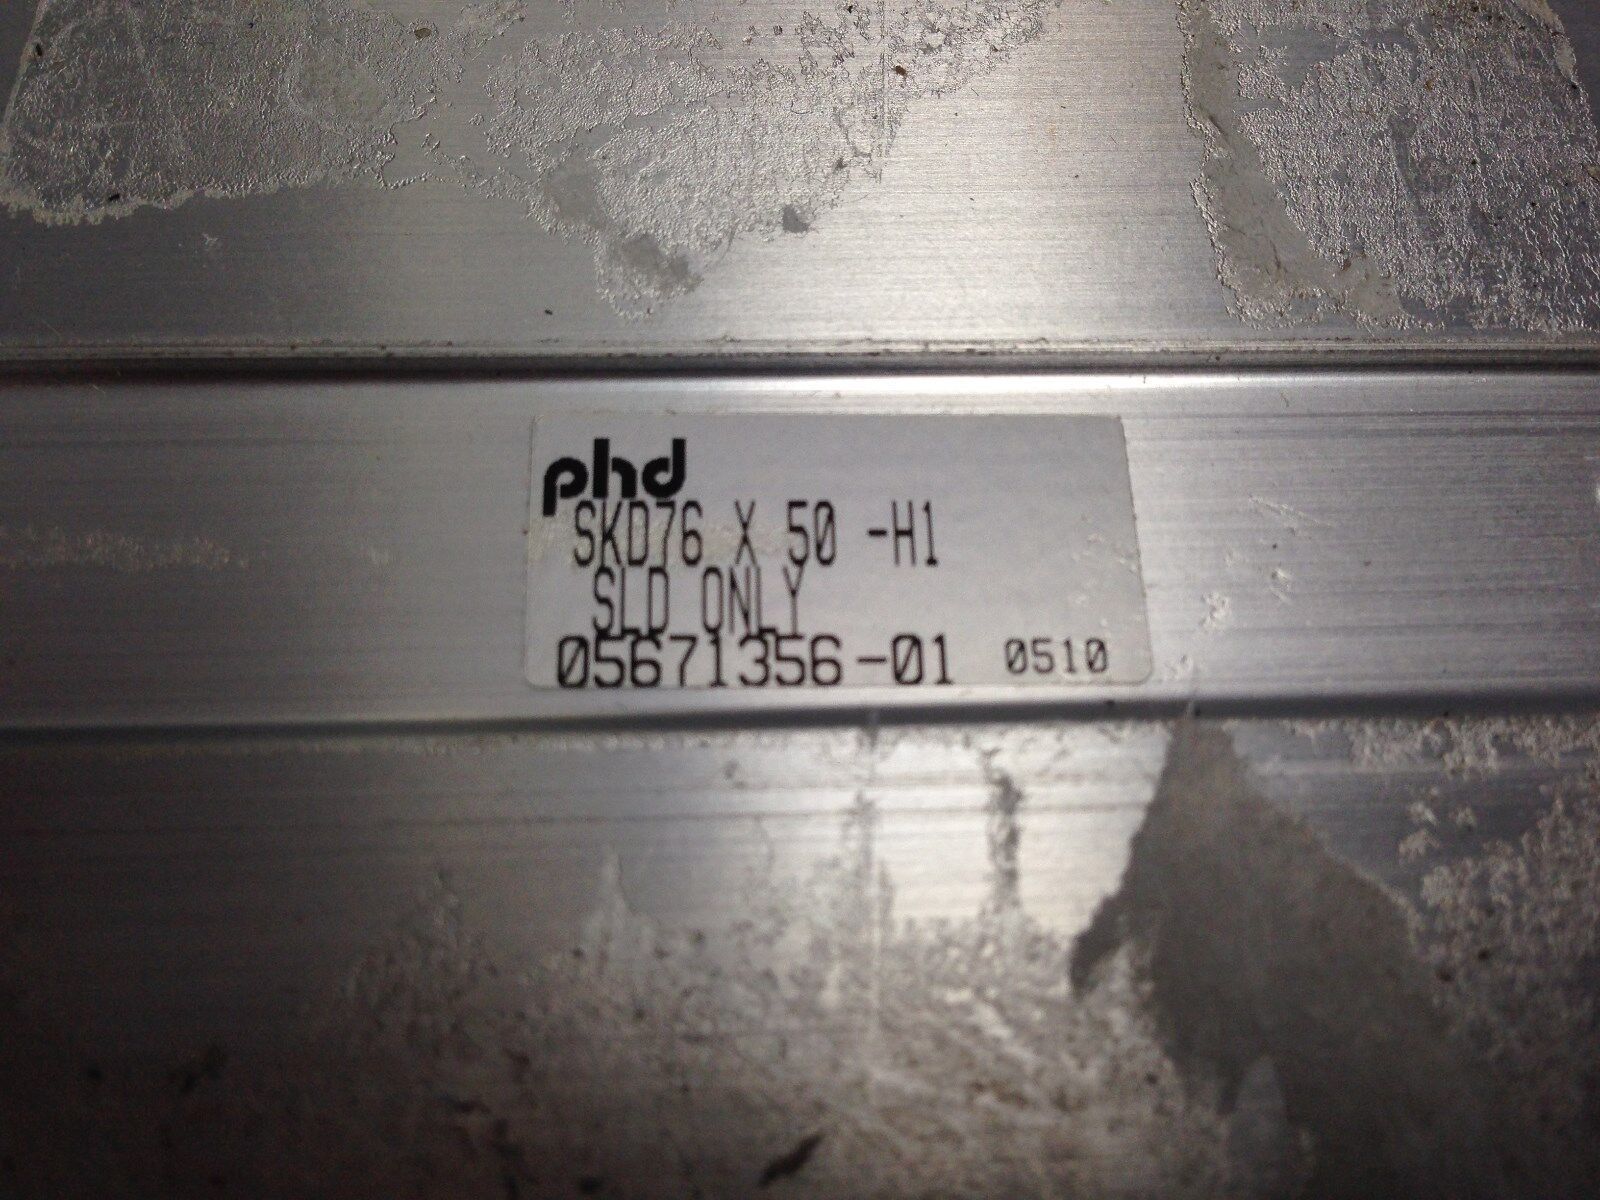 phd
SKD76 X 50 -H1
SLD ONLY
05671356-01 0510